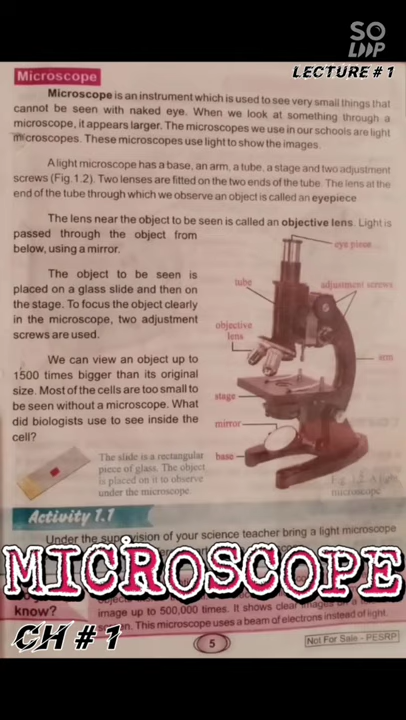 SO
LOOP
LECTURE # 1
Microscope
Microscope is an instrument which is used to see very small things that
cannot be seen with naked eye. When we look at something through a
microscope, it appears larger. The microscopes we use in our schools are light
microscopes. These microscopes use light to show the images.
A light microscope has a base, an arm, a tube, a stage and two adjustment
screws (Fig.1.2). Two lenses are fitted on the two ends of the tube. The lens at the
end of the tube through which we observe an object is called an eyepiece
The lens near the object to be seen is called an objective lens. Light is
passed through the object from
below, using a mirror.
The object to be seen is
placed on a glass slide and then on
the stage. To focus the object clearly
in the microscope, two adjustment
screws are used.
We can view an object up to
1500 times bigger than its original
size. Most of the cells are too small to
be seen without a microscope. What
did biologists use to see inside the
cell?
eye piece
tube
adjustment screws
objective
lens
arm
stage
mirror
base
The slide is a rectangular
piece of glass. The object
is placed on it to observe
under the microscope.
Fig. 1.2 A light
microscope
Activity 1.1
Under the supervision of your science teacher bring a light microscope
MICROSCOPE
know?
image up to 500,000 times. It shows clear images on a
screen. This microscope uses a beam of electrons instead of light.
CH # 1
5
Not For Sale - PESRP